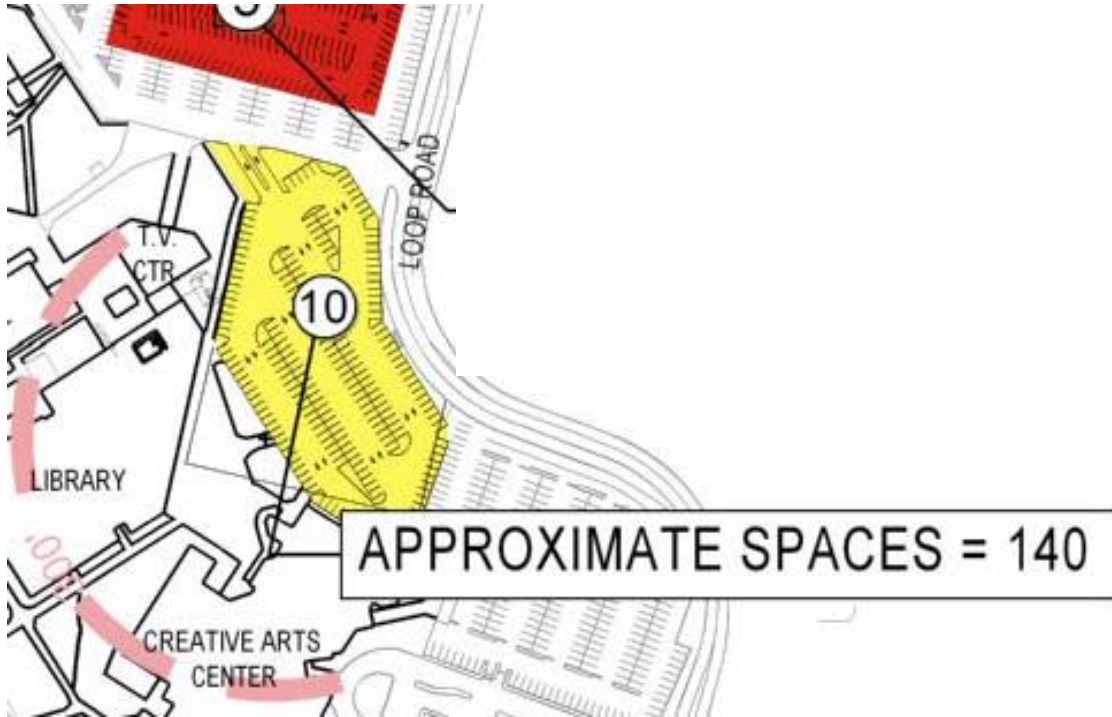 LOOP ROAD
T.V.
CTR
10
LIBRARY
APPROXIMATE SPACES = 140
CREATIVE ARTS
CENTER